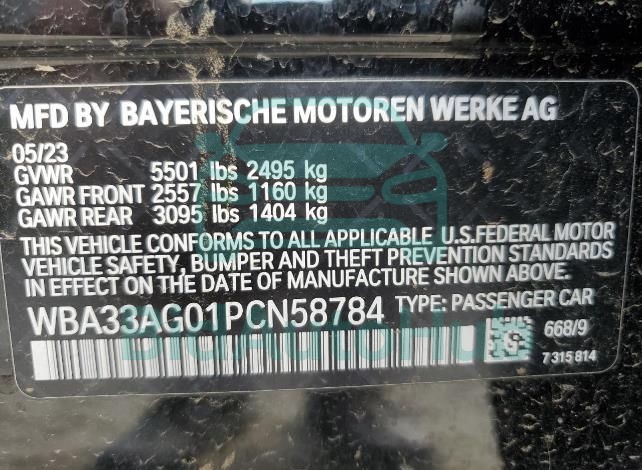 MFD BY BAYERISCHE MOTOREN WERKE AG
05/23
GVWR 5501 lbs 2495 kg
GAWR FRONT 2557 lbs 1160 kg
GAWR REAR 3095 lbs 1404 kg
THIS VEHICLE CONFORMS TO ALL APPLICABLE U.S.FEDERAL MOTOR
VEHICLE SAFETY, BUMPER AND THEFT PREVENTION STANDARDS
IN EFFECT ON THE DATE OF MANUFACTURE SHOWN ABOVE.
WBA33AG01PCN58784 TYPE: PASSENGER CAR
668/9
7 315 814